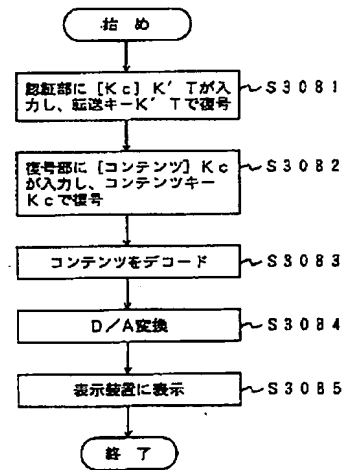 始 め
認証部に [Kc] K' Tが入
力し、転送キーK' Tで復号
S3081
復号部に [コンテンツ] Kc
が入力し、コンテンツキー
Kcで復号
S3082
コンテンツをデコード
S3083
D/A変換
S3084
表示装置に表示
S3085
終 了